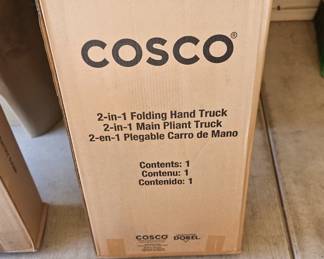 COSCO®
2-in-1 Folding Hand Truck
2-in-1 Main Pliant Truck
2-en-1 Plegable Carro de Mano
Contents: 1
Contenu: 1
Contenido: 1
COSCO DOREL